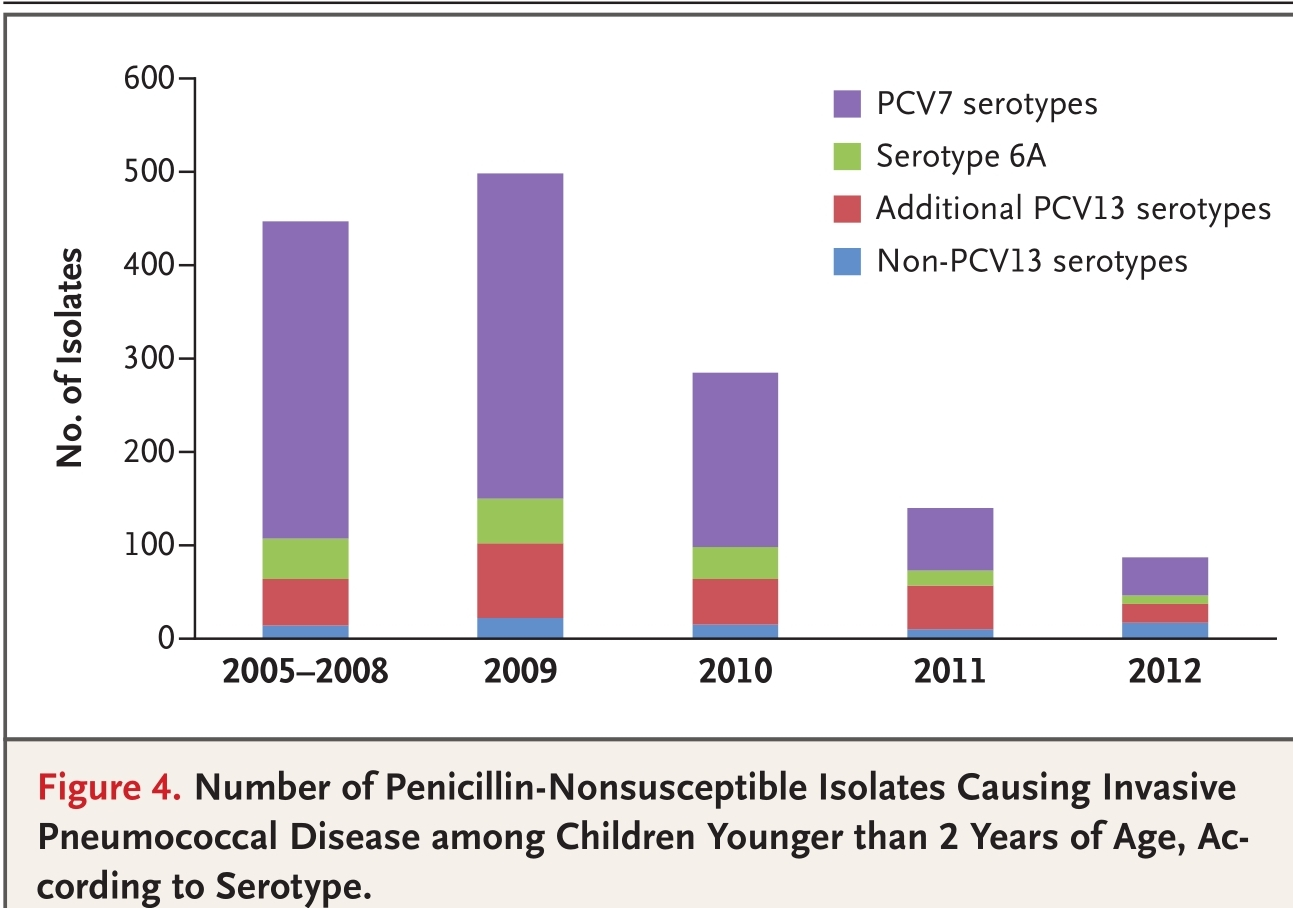 600
500
400
300
200
100
0
No. of Isolates
PCV7 serotypes
Serotype 6A
Additional PCV13 serotypes
Non-PCV13 serotypes
2005–2008 2009 2010 2011 2012
Figure 4. Number of Penicillin-Nonsusceptible Isolates Causing Invasive
Pneumococcal Disease among Children Younger than 2 Years of Age, Ac-
cording to Serotype.